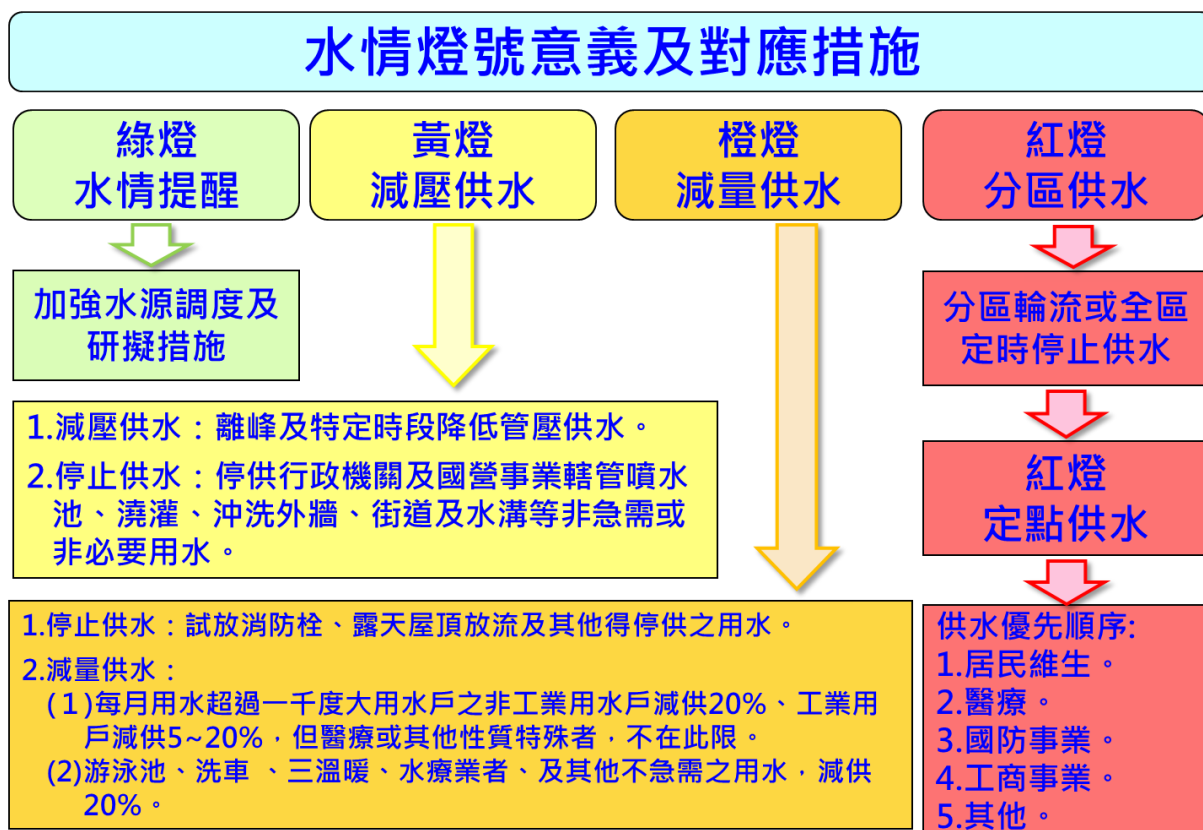 水情燈號意義及對應措施
綠燈
水情提醒
加強水源調度及
研擬措施
黃燈
減壓供水
1.減壓供水：離峰及特定時段降低管壓供水。
2.停止供水：停供行政機關及國營事業轄管噴水
池、澆灌、沖洗外牆、街道及水溝等非急需或
非必要用水。
橙燈
減量供水
1.停止供水：試放消防栓、露天屋頂放流及其他得停供之用水。
2.減量供水：
(１)每月用水超過一千度大用水戶之非工業用水戶減供20%、工業用
戶減供5~20%，但醫療或其他性質特殊者，不在此限。
(2)游泳池、洗車 、三溫暖、水療業者、及其他不急需之用水，減供
20%。
紅燈
分區供水
分區輪流或全區
定時停止供水
紅燈
定點供水
供水優先順序:
1.居民維生。
2.醫療。
3.國防事業。
4.工商事業。
5.其他。